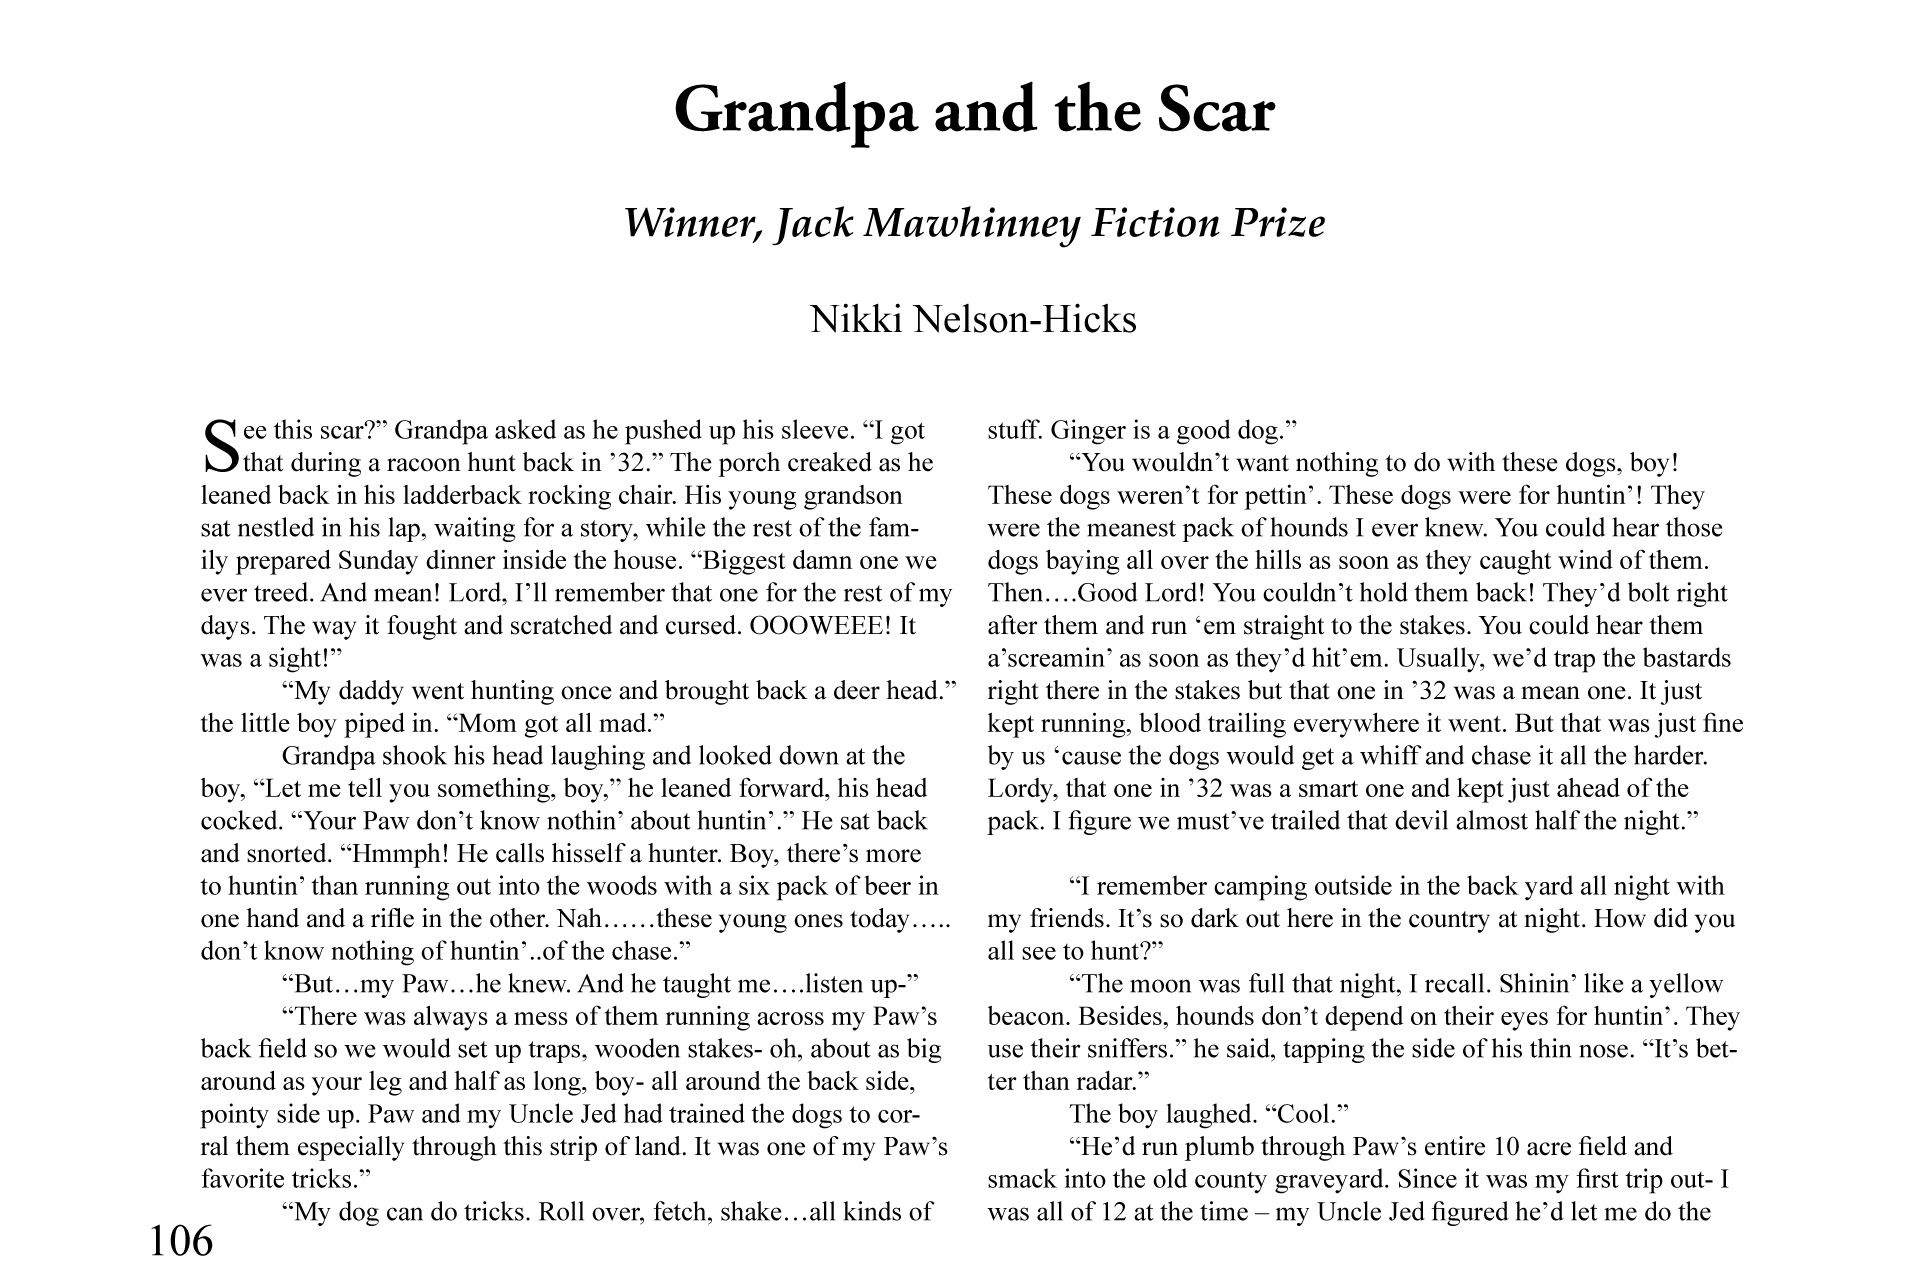 Grandpa and the Scar
Winner, Jack Mawhinney Fiction Prize
Nikki Nelson-Hicks
See this scar?” Grandpa asked as he pushed up his sleeve. “I got
that during a racoon hunt back in ’32.” The porch creaked as he
leaned back in his ladderback rocking chair. His young grandson
sat nestled in his lap, waiting for a story, while the rest of the fam-
ily prepared Sunday dinner inside the house. “Biggest damn one we
ever treed. And mean! Lord, I’ll remember that one for the rest of my
days. The way it fought and scratched and cursed. OOOWEEE! It
was a sight!”
“My daddy went hunting once and brought back a deer head.”
the little boy piped in. “Mom got all mad.”
Grandpa shook his head laughing and looked down at the
boy, “Let me tell you something, boy,” he leaned forward, his head
cocked. “Your Paw don’t know nothin’ about huntin’.” He sat back
and snorted. “Hmmph! He calls hisself a hunter. Boy, there’s more
to huntin’ than running out into the woods with a six pack of beer in
one hand and a rifle in the other. Nah……these young ones today…..
don’t know nothing of huntin’..of the chase.”
“But…my Paw…he knew. And he taught me….listen up-”
“There was always a mess of them running across my Paw’s
back field so we would set up traps, wooden stakes- oh, about as big
around as your leg and half as long, boy- all around the back side,
pointy side up. Paw and my Uncle Jed had trained the dogs to cor-
ral them especially through this strip of land. It was one of my Paw’s
favorite tricks.”
“My dog can do tricks. Roll over, fetch, shake…all kinds of
106
stuff. Ginger is a good dog.”
“You wouldn’t want nothing to do with these dogs, boy!
These dogs weren’t for pettin’. These dogs were for huntin’! They
were the meanest pack of hounds I ever knew. You could hear those
dogs baying all over the hills as soon as they caught wind of them.
Then….Good Lord! You couldn’t hold them back! They’d bolt right
after them and run ‘em straight to the stakes. You could hear them
a’screamin’ as soon as they’d hit’em. Usually, we’d trap the bastards
right there in the stakes but that one in ’32 was a mean one. It just
kept running, blood trailing everywhere it went. But that was just fine
by us ‘cause the dogs would get a whiff and chase it all the harder.
Lordy, that one in ’32 was a smart one and kept just ahead of the
pack. I figure we must’ve trailed that devil almost half the night.”
“I remember camping outside in the back yard all night with
my friends. It’s so dark out here in the country at night. How did you
all see to hunt?”
“The moon was full that night, I recall. Shinin’ like a yellow
beacon. Besides, hounds don’t depend on their eyes for huntin’. They
use their sniffers.” he said, tapping the side of his thin nose. “It’s bet-
ter than radar.”
The boy laughed. “Cool.”
“He’d run plumb through Paw’s entire 10 acre field and
smack into the old county graveyard. Since it was my first trip out- I
was all of 12 at the time – my Uncle Jed figured he’d let me do the